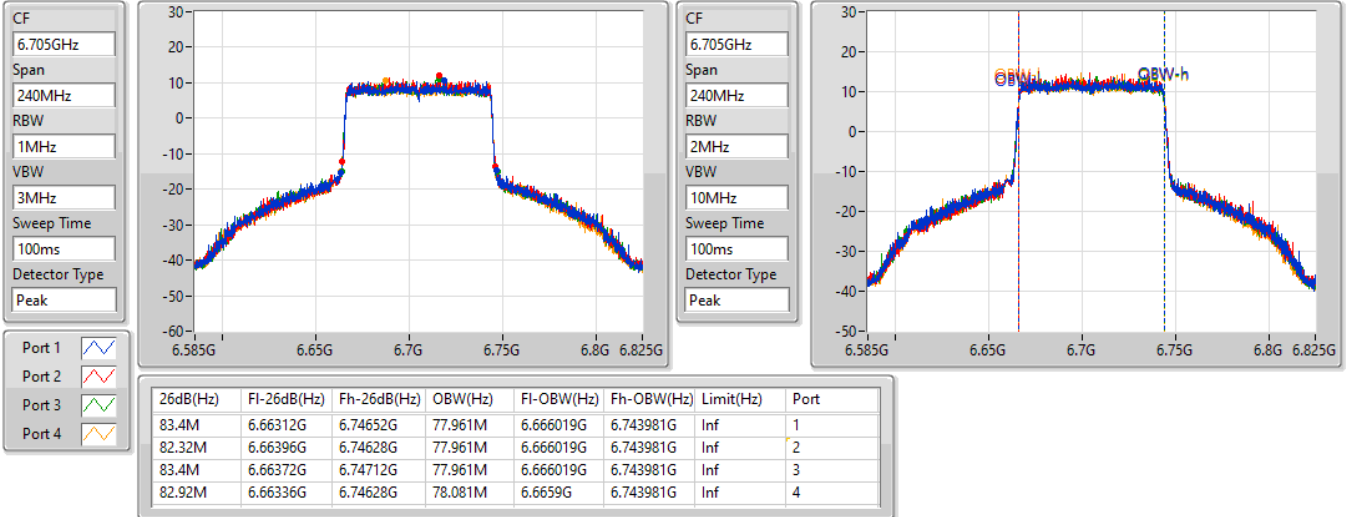 CF
6.705GHz
Span
240MHz
RBW
1MHz
VBW
3MHz
Sweep Time
100ms
Detector Type
Peak
30
20
10
0
-10
-20
-30
-40
-50
-60
6.585G 6.65G 6.7G 6.75G 6.8G 6.825G
CF
6.705GHz
Span
240MHz
RBW
2MHz
VBW
10MHz
Sweep Time
100ms
Detector Type
Peak
30
20
10
0
-10
-20
-30
-40
-50
OBW-l OBW-h
6.585G 6.65G 6.7G 6.75G 6.8G 6.825G
Port 1
Port 2
Port 3
Port 4
26dB(Hz) Fl-26dB(Hz) Fh-26dB(Hz) OBW(Hz) Fl-OBW(Hz) Fh-OBW(Hz) Limit(Hz) Port
83.4M 6.66312G 6.74652G 77.961M 6.666019G 6.743981G Inf 1
82.32M 6.66396G 6.74628G 77.961M 6.666019G 6.743981G Inf 2
83.4M 6.66372G 6.74712G 77.961M 6.666019G 6.743981G Inf 3
82.92M 6.66336G 6.74628G 78.081M 6.6659G 6.743981G Inf 4